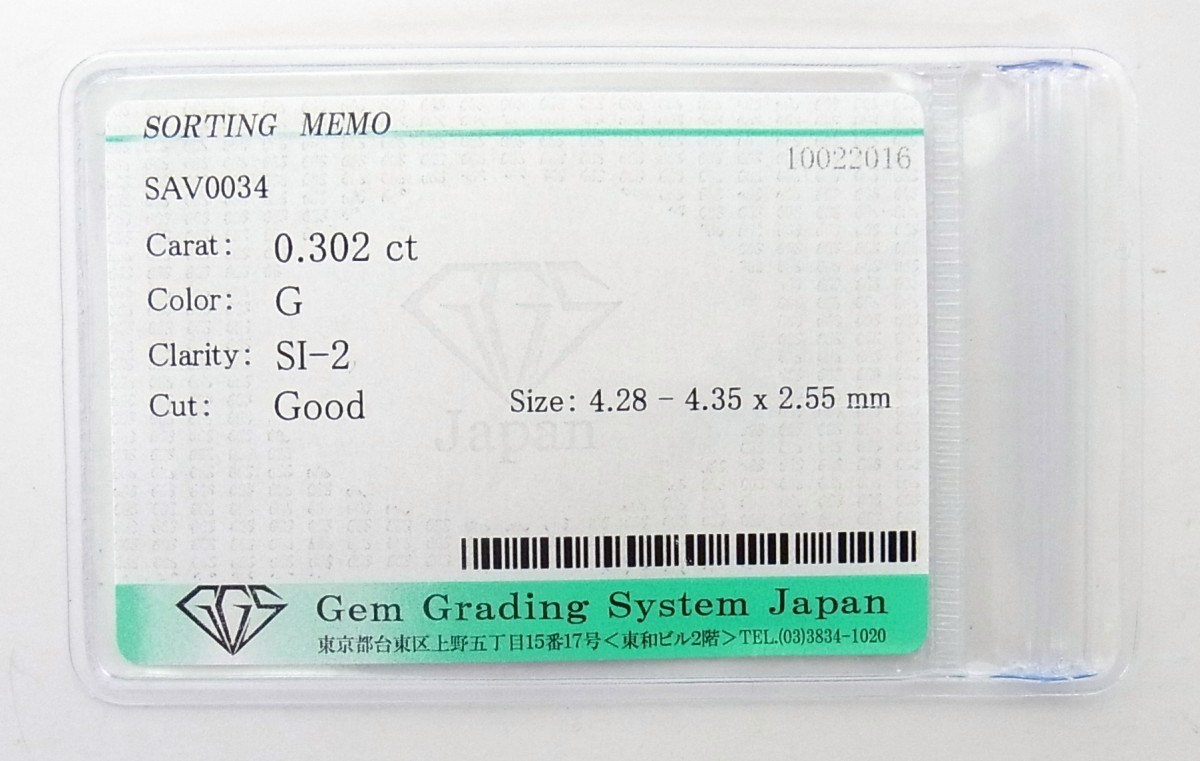 SORTING MEMO
10022016
SAV0034
Carat: 0.302 ct
Color: G
Clarity: SI-2
Cut: Good
Size: 4.28 - 4.35 x 2.55 mm
GGS
Japan
GGS
Gem Grading System Japan
東京都台東区上野五丁目15番17号<東和ビル2階>TEL.(03)3834-1020